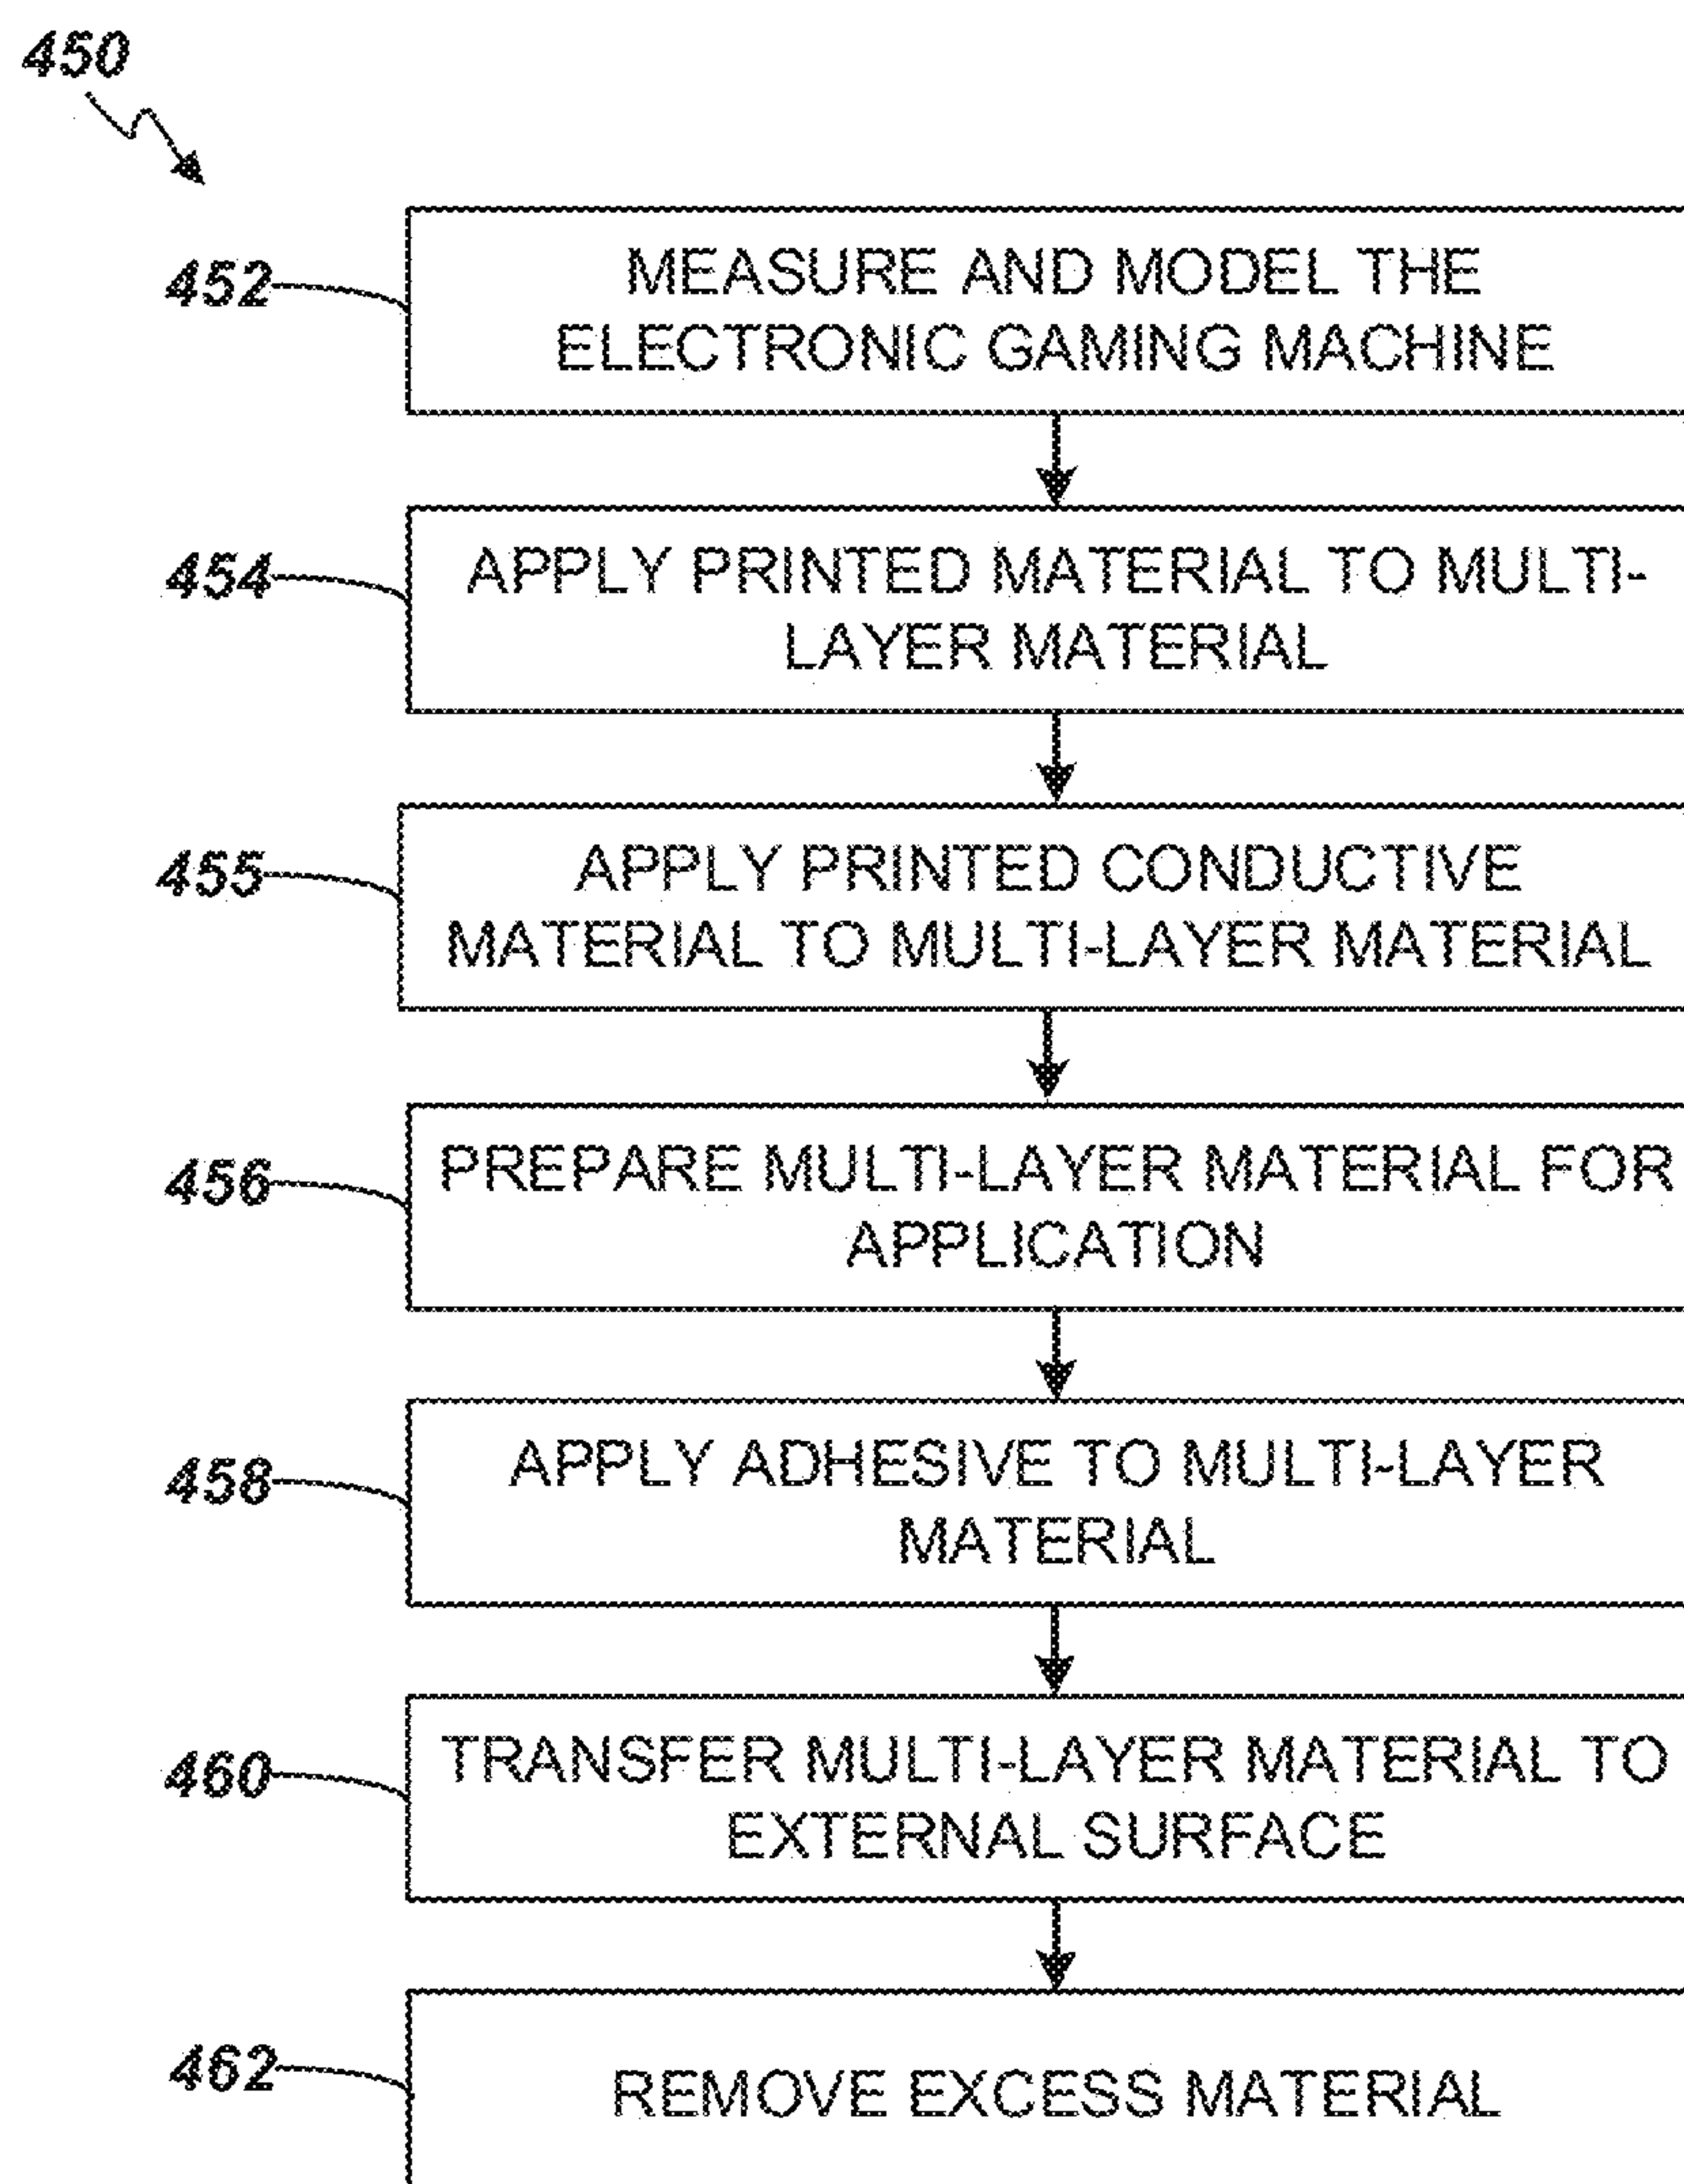 450
452
MEASURE AND MODEL THE
ELECTRONIC GAMING MACHINE
454
APPLY PRINTED MATERIAL TO MULTI-
LAYER MATERIAL
455
APPLY PRINTED CONDUCTIVE
MATERIAL TO MULTI-LAYER MATERIAL
456
PREPARE MULTI-LAYER MATERIAL FOR
APPLICATION
458
APPLY ADHESIVE TO MULTI-LAYER
MATERIAL
460
TRANSFER MULTI-LAYER MATERIAL TO
EXTERNAL SURFACE
462
REMOVE EXCESS MATERIAL